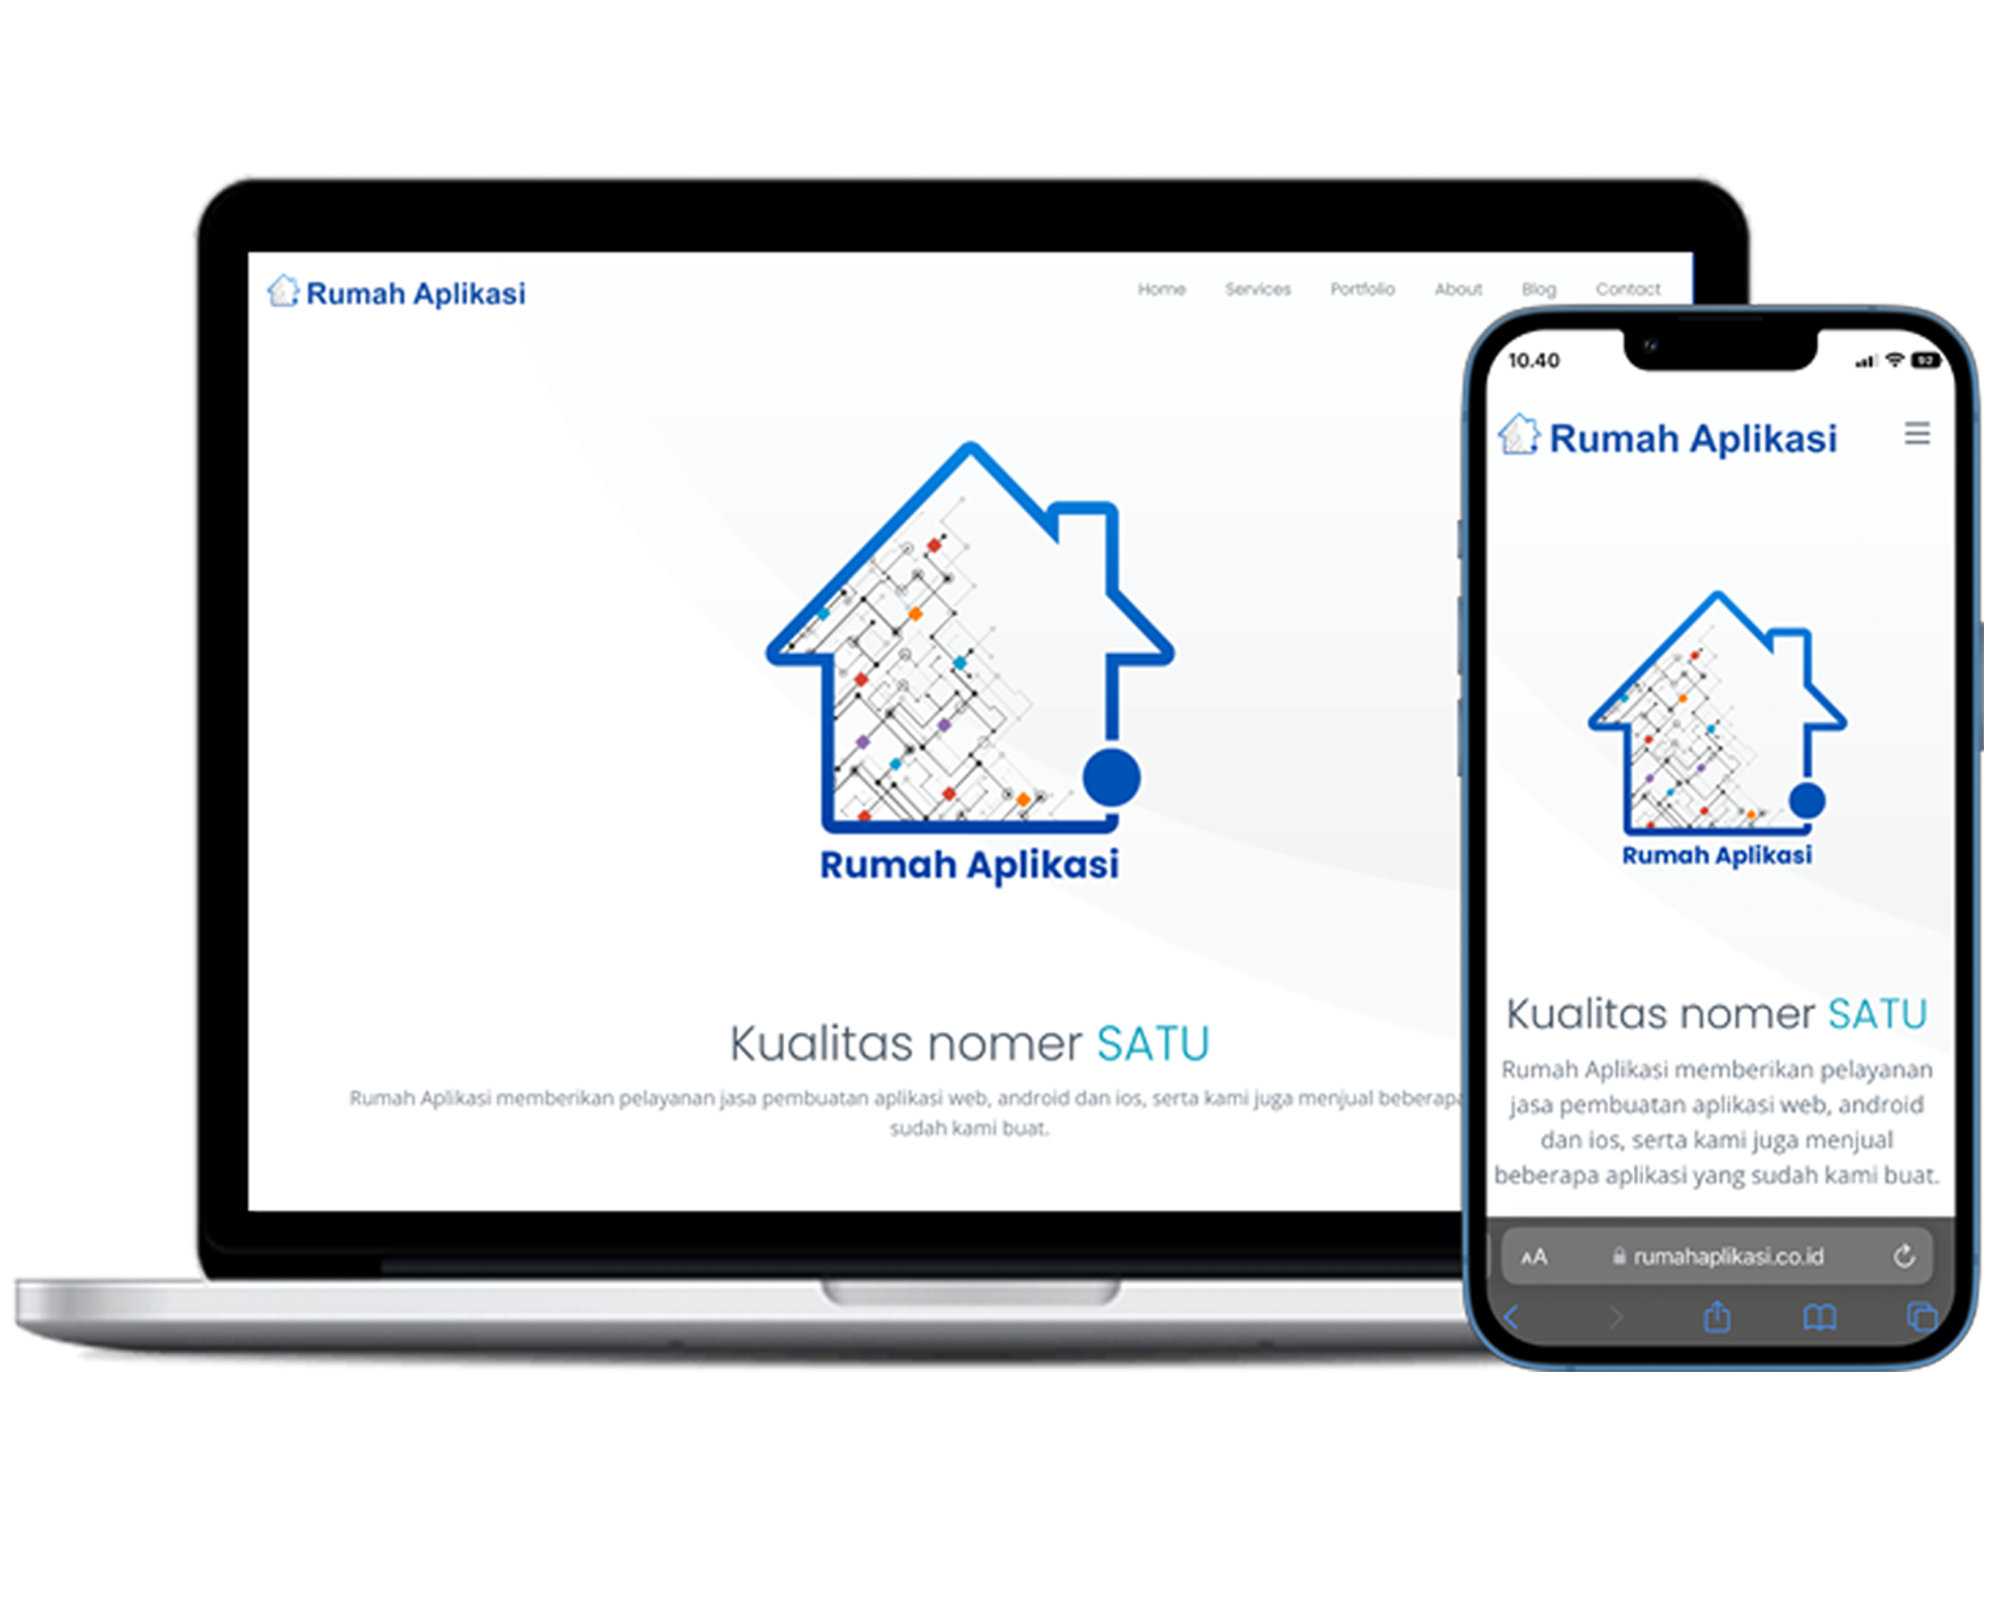 Rumah Aplikasi
Home Services Portfolio About Blog Contact
Rumah Aplikasi
Kualitas nomer SATU
Rumah Aplikasi memberikan pelayanan jasa pembuatan aplikasi web, android dan ios, serta kami juga menjual beberapa
sudah kami buat.
10.40
Rumah Aplikasi
Rumah Aplikasi
Kualitas nomer SATU
Rumah Aplikasi memberikan pelayanan
jasa pembuatan aplikasi web, android
dan ios, serta kami juga menjual
beberapa aplikasi yang sudah kami buat.
AA rumahaplikasi.co.id